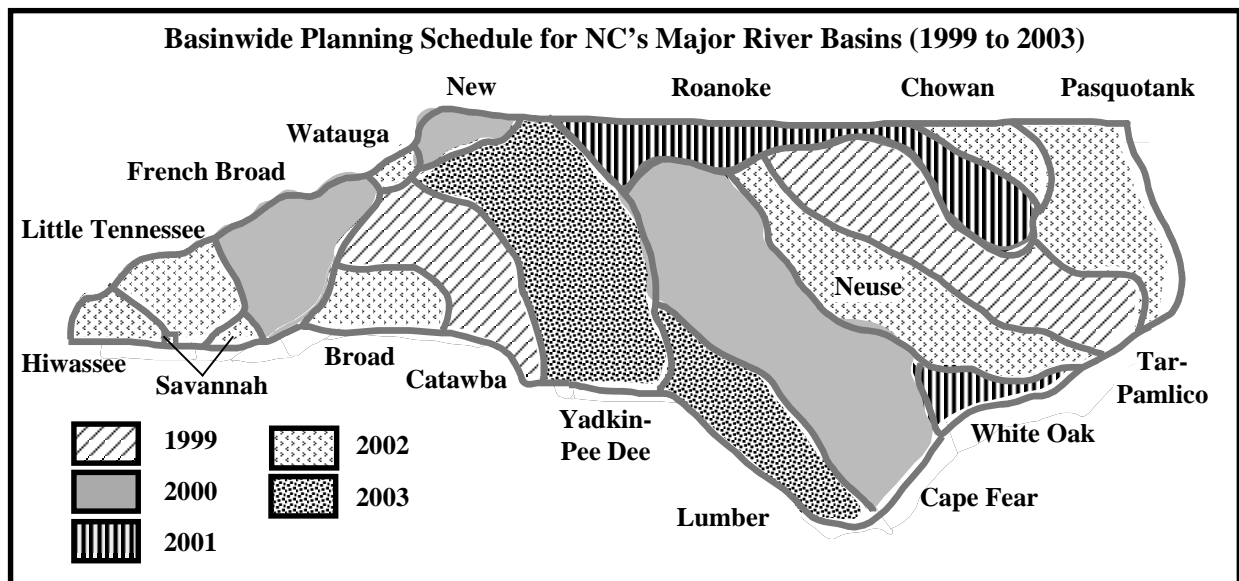 Basinwide Planning Schedule for NC's Major River Basins (1999 to 2003)
New
Roanoke
Chowan
Pasquotank
Watauga
French Broad
Little Tennessee
Neuse
Hiwassee
Savannah
Broad
Catawba
Yadkin-
Pee Dee
Lumber
Cape Fear
White Oak
Tar-
Pamlico
1999
2000
2001
2002
2003